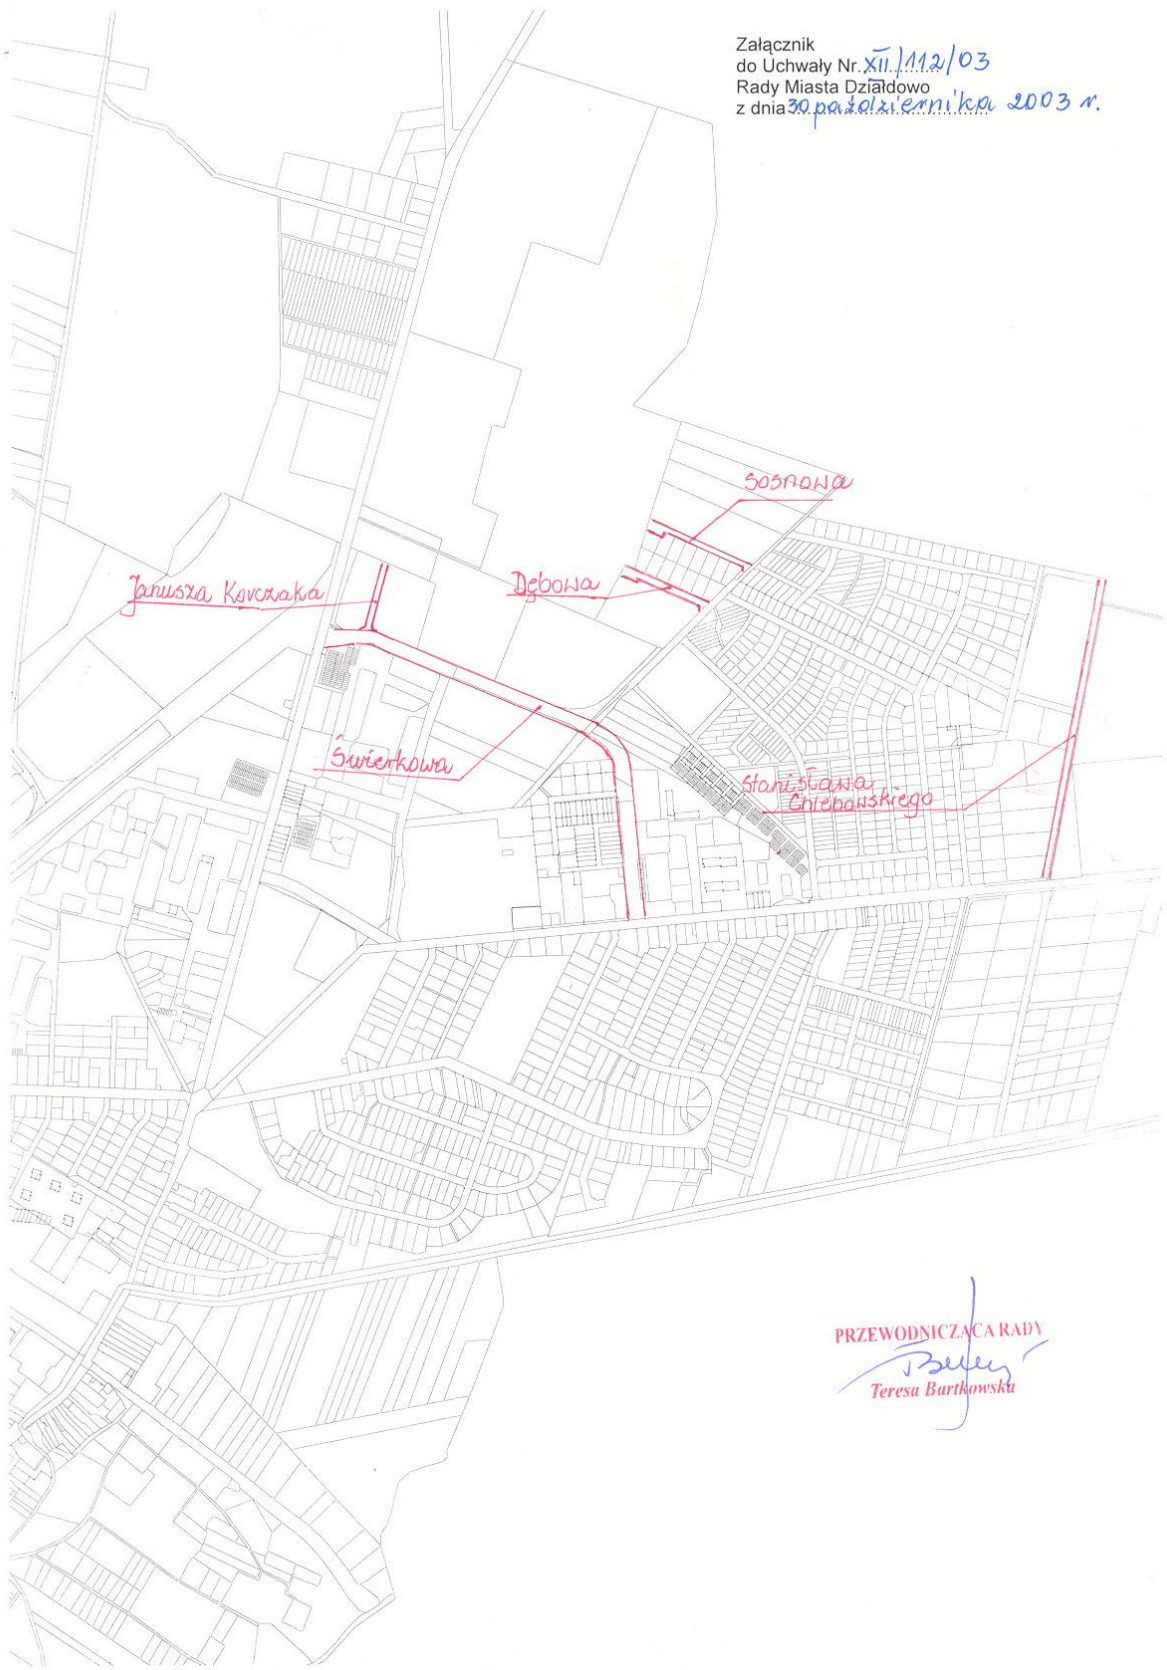 Załącznik
do Uchwały Nr. XII/112/03
Rady Miasta Działdowo
z dnia 30 października 2003 r.
Sosnowa
Janusza Korczaka
Dębowa
Świerkowa
Stanisława
Chlebowskiego
PRZEWODNICZĄCA RADY
Teresa Bartkowska